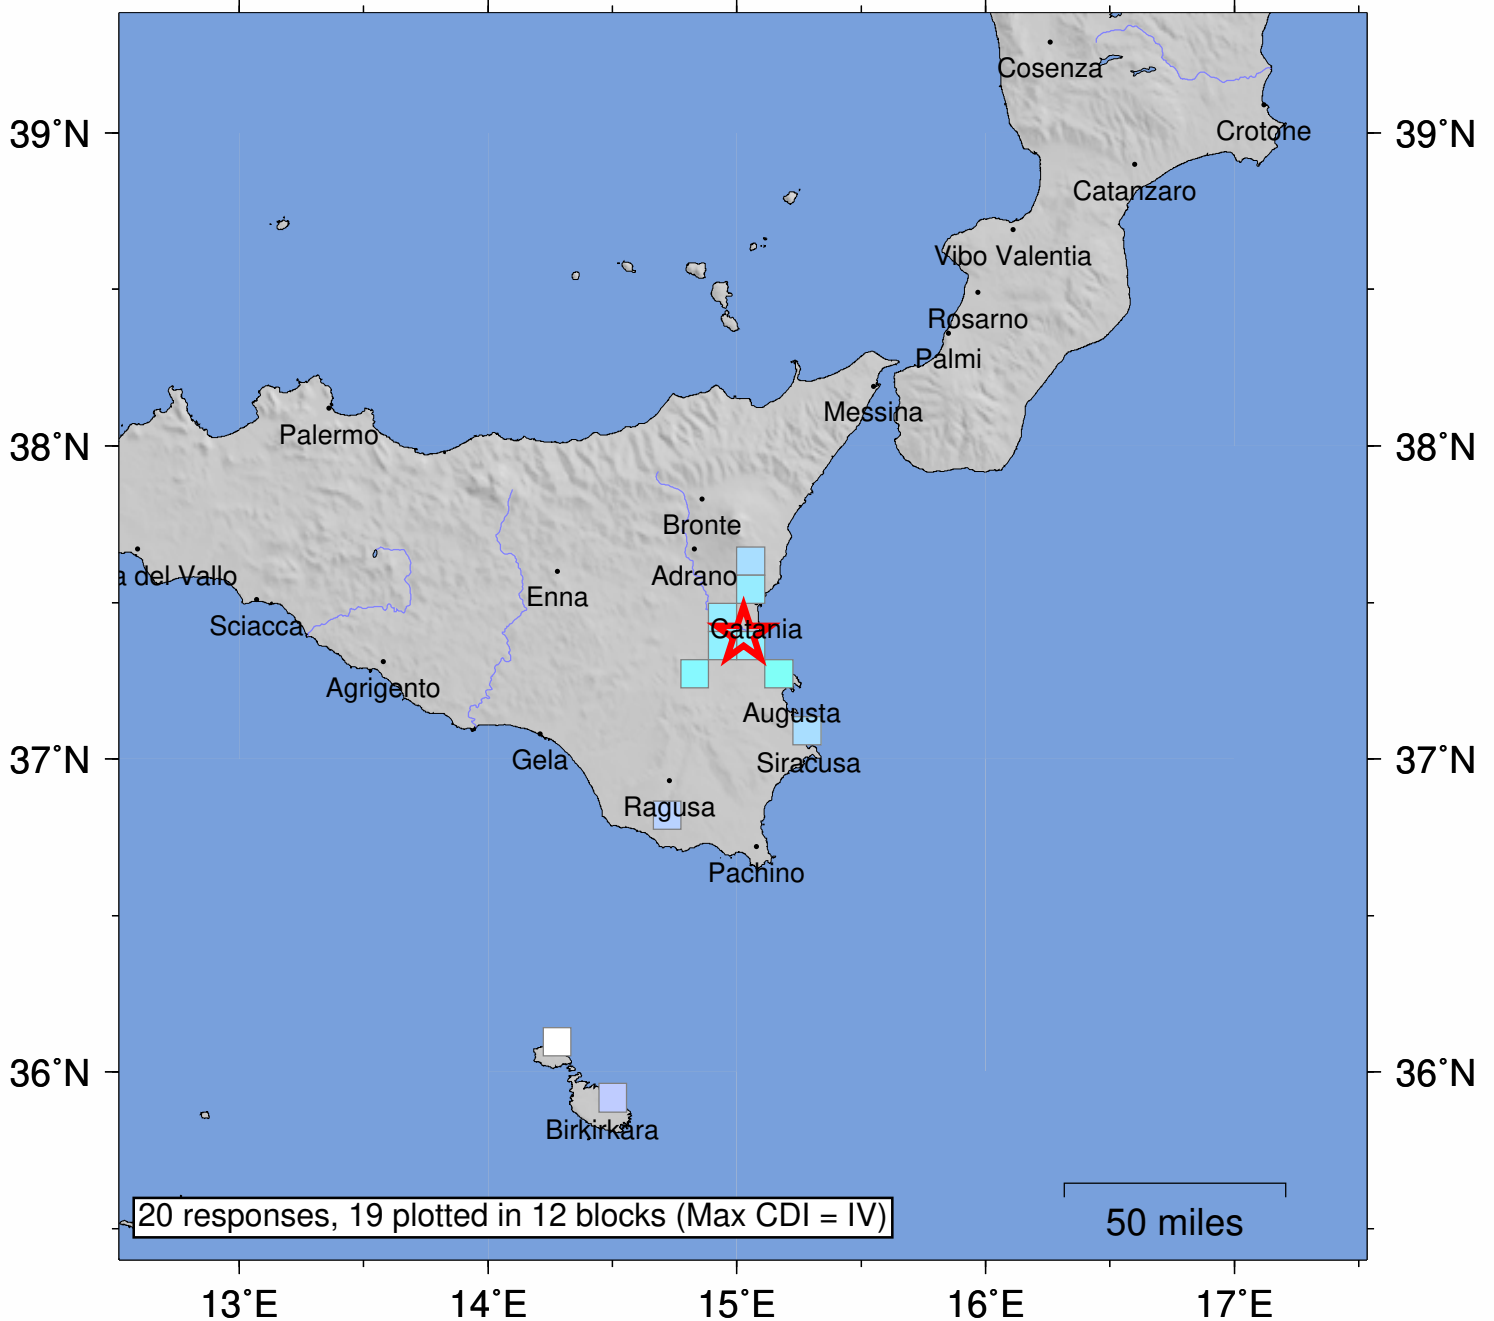 Cosenza
39˚N
39˚N
Crotone
Catanzaro
Vibo Valentia
Rosarno
Palmi
Messina
Palermo
38˚N
38˚N
Bronte
Adrano
a del Vallo
Enna
Sciacca
Catania
Agrigento
Augusta
37˚N
37˚N
Gela
Siracusa
Ragusa
Pachino
36˚N
36˚N
Birkirkara
20 responses, 19 plotted in 12 blocks (Max CDI = IV)
50 miles
13˚E
14˚E
15˚E
16˚E
17˚E